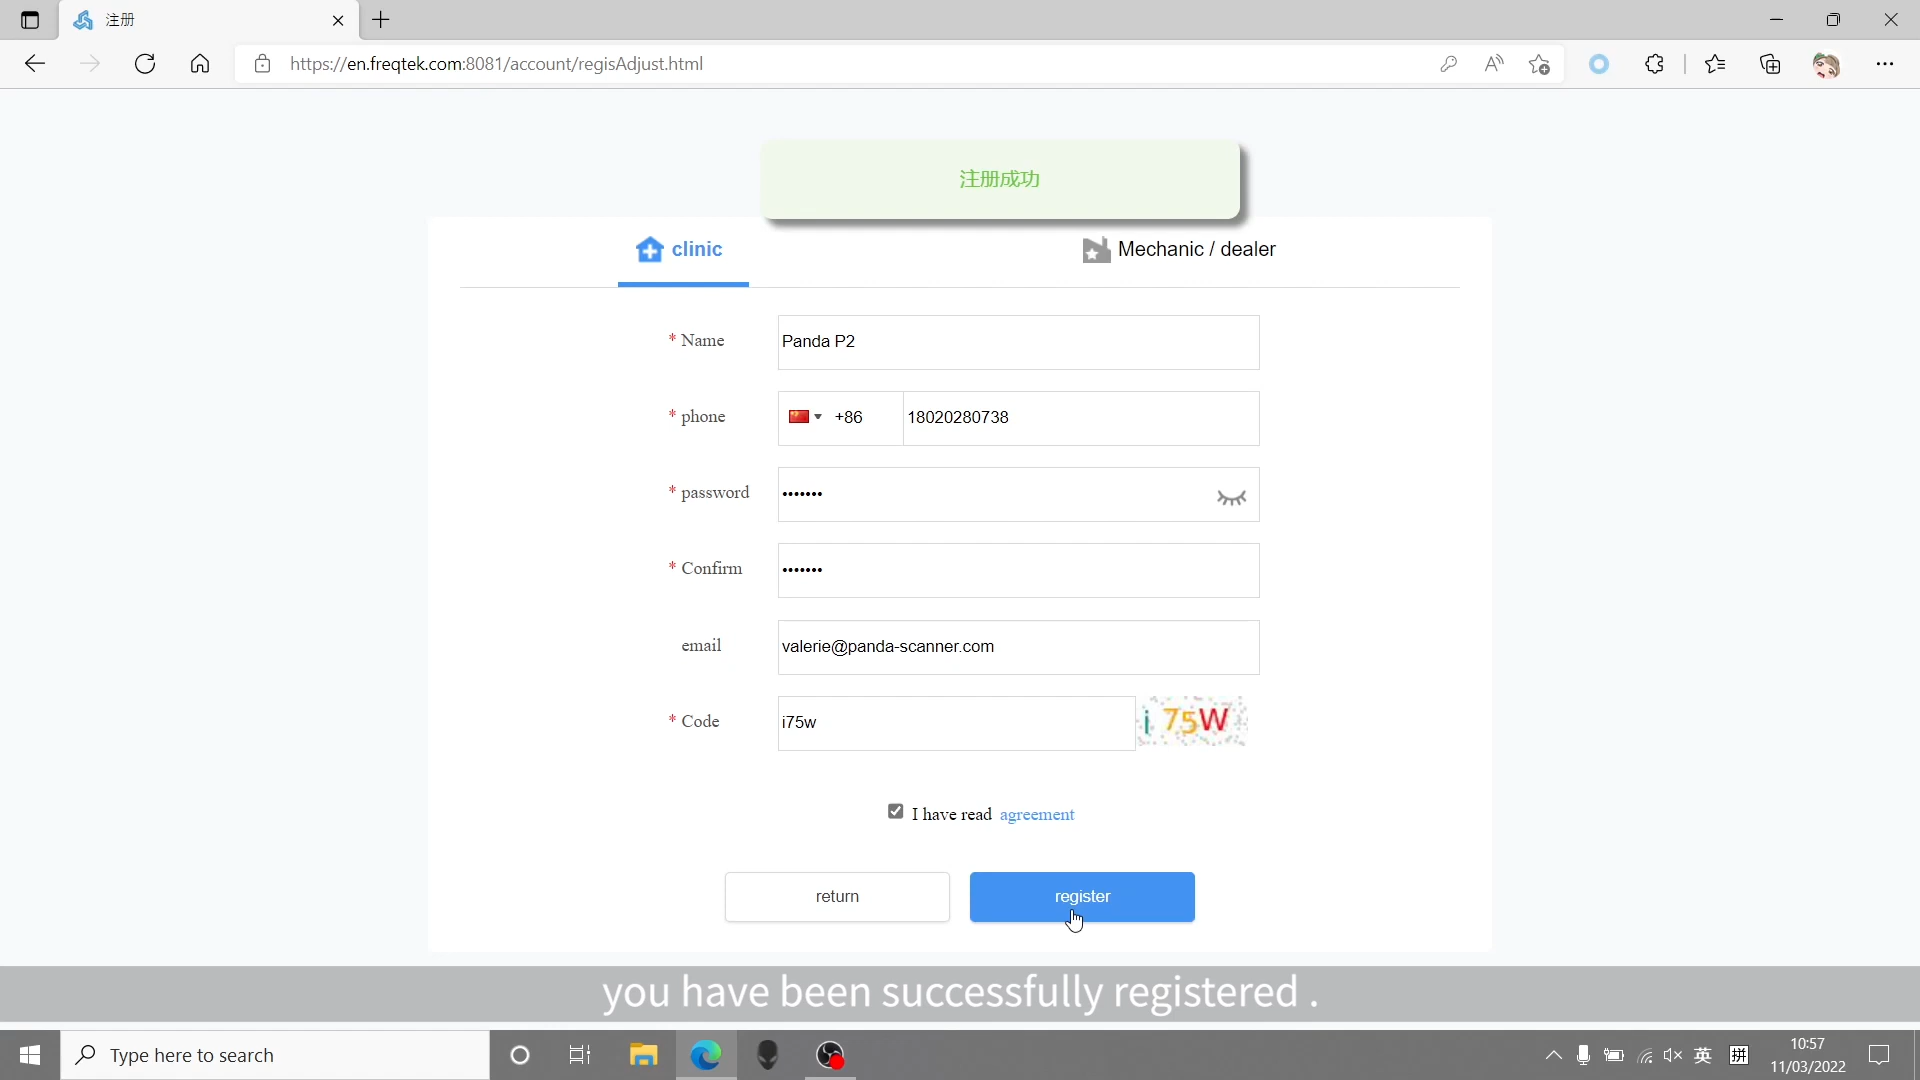 注册
https://en.freqtek.com:8081/account/regisAdjust.html
注册成功
clinic
Mechanic / dealer
* Name
Panda P2
* phone
+86
18020280738
* password
•••••••
* Confirm
•••••••
email
valerie@panda-scanner.com
* Code
i75w
i 75W
I have read agreement
return
register
you have been successfully registered .
Type here to search
英
拼
10:57
11/03/2022